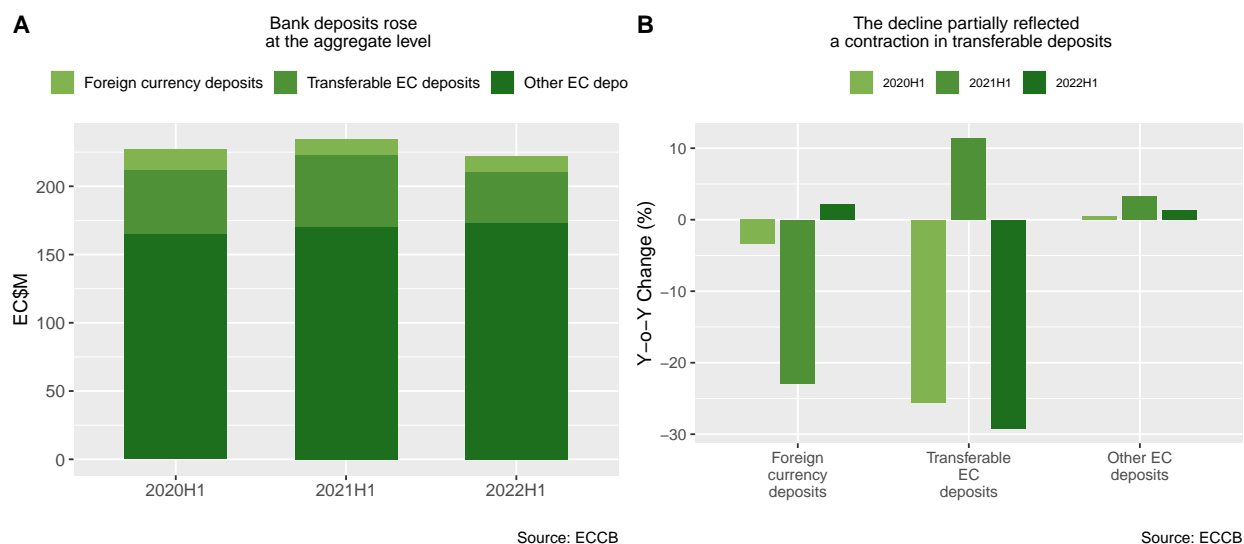 A
Bank deposits rose
at the aggregate level
Foreign currency deposits
Transferable EC deposits
Other EC depo
EC$M
200
150
100
50
0
2020H1
2021H1
2022H1
Source: ECCB
B
The decline partially reflected
a contraction in transferable deposits
2020H1
2021H1
2022H1
Y−o−Y Change (%)
10
0
−10
−20
−30
Foreign
currency
deposits
Transferable
EC
deposits
Other EC
deposits
Source: ECCB